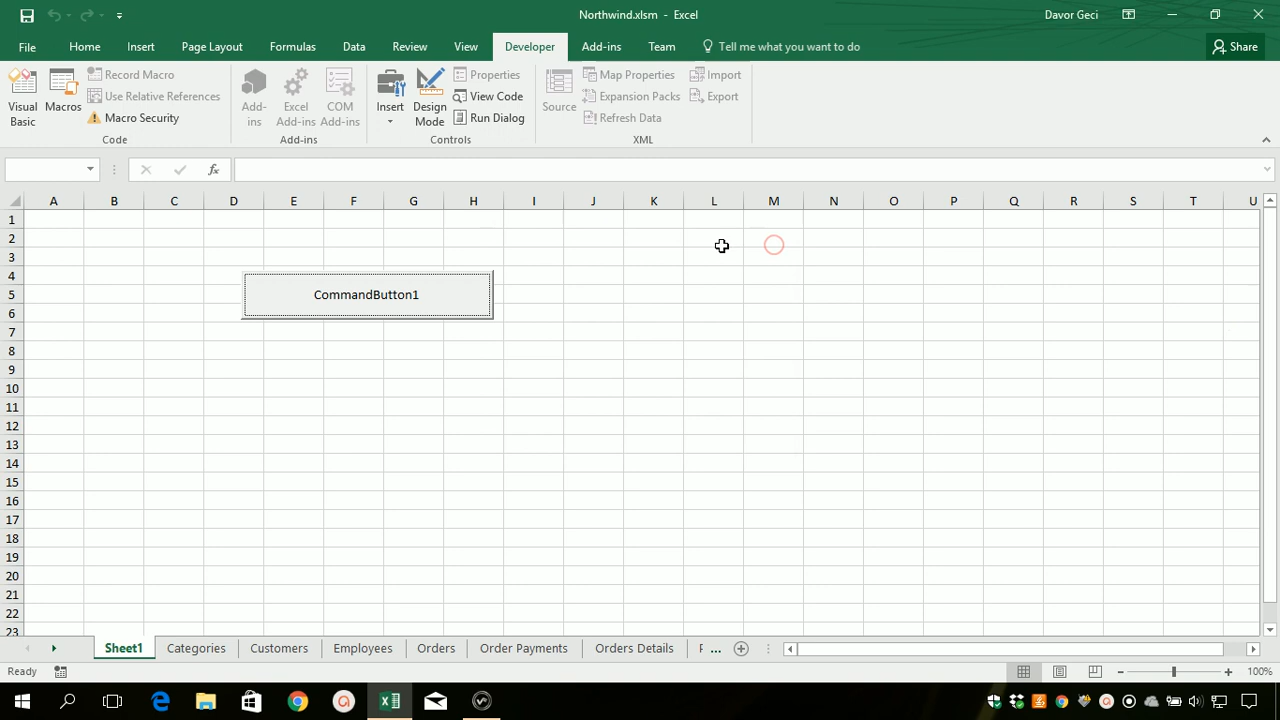 Northwind.xlsm - Excel
Davor Geci
File Home Insert Page Layout Formulas Data Review View Developer Add-ins Team Tell me what you want to do Share
Visual Basic
Macros
Record Macro
Use Relative References
Macro Security
Code
Add-ins
Excel Add-ins
COM Add-ins
Add-ins
Insert
Design Mode
Properties
View Code
Run Dialog
Controls
Source
Map Properties
Expansion Packs
Refresh Data
Import
Export
XML
fx
A B C D E F G H I J K L M N O P Q R S T U
1
2
3
4
5
6
7
8
9
10
11
12
13
14
15
16
17
18
19
20
21
22
23
CommandButton1
Sheet1 Categories Customers Employees Orders Order Payments Orders Details ...
Ready
100%